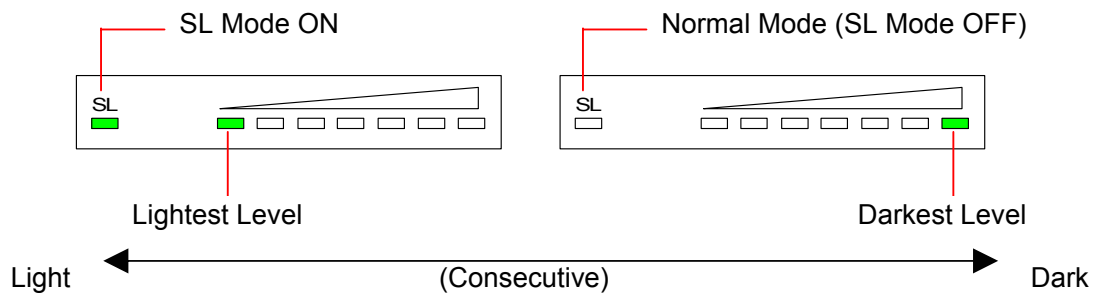 SL Mode ON
Normal Mode (SL Mode OFF)
SL
SL
Lightest Level
Darkest Level
Light
(Consecutive)
Dark